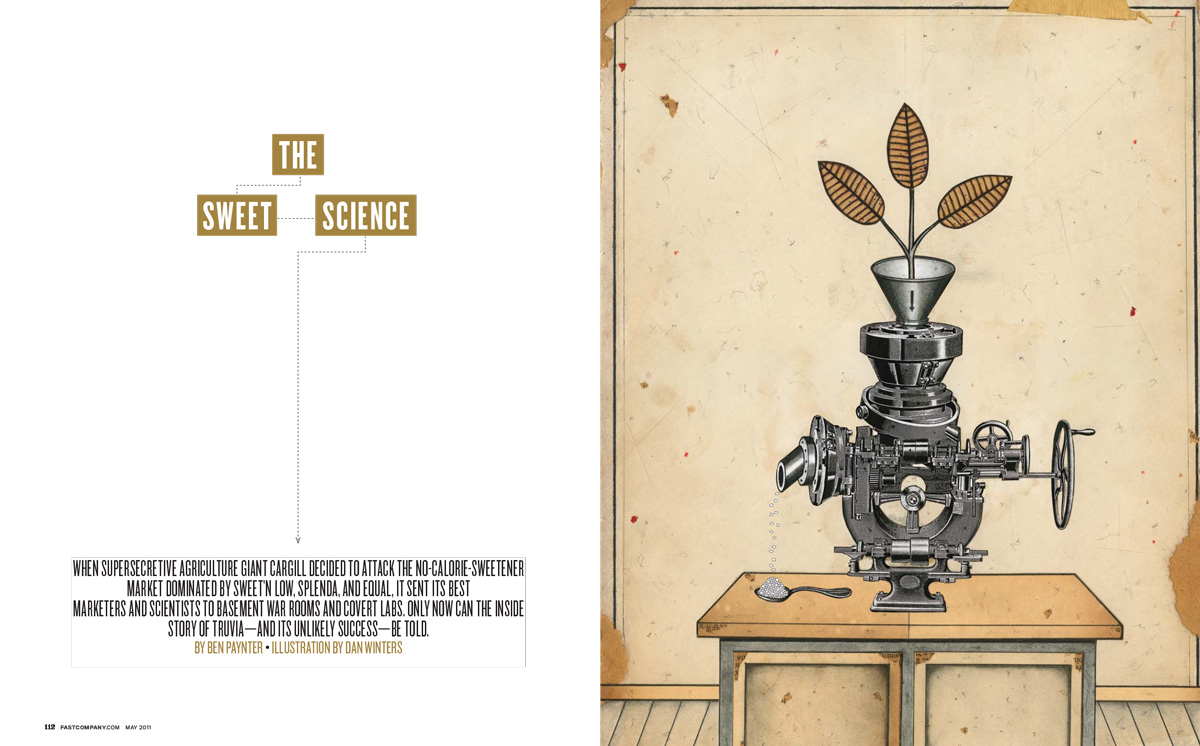 THE
SWEET SCIENCE
WHEN SUPERSECRETIVE AGRICULTURE GIANT CARGILL DECIDED TO ATTACK THE NO-CALORIE-SWEETENER
MARKET DOMINATED BY SWEET'N LOW, SPLENDA, AND EQUAL, IT SENT ITS BEST
MARKETERS AND SCIENTISTS TO BASEMENT WAR ROOMS AND COVERT LABS. ONLY NOW CAN THE INSIDE
STORY OF TRUVIA—AND ITS UNLIKELY SUCCESS—BE TOLD.
BY BEN PAYNTER • ILLUSTRATION BY DAN WINTERS
112 FASTCOMPANY.COM MAY 2011